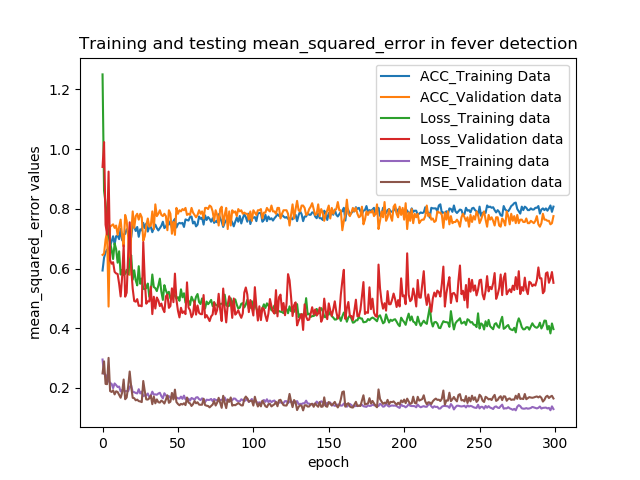 Training and testing mean_squared_error in fever detection
ACC_Training Data
ACC_Validation data
Loss_Training data
Loss_Validation data
MSE_Training data
MSE_Validation data
mean_squared_error values
1.2
1.0
0.8
0.6
0.4
0.2
0 50 100 150 200 250 300
epoch